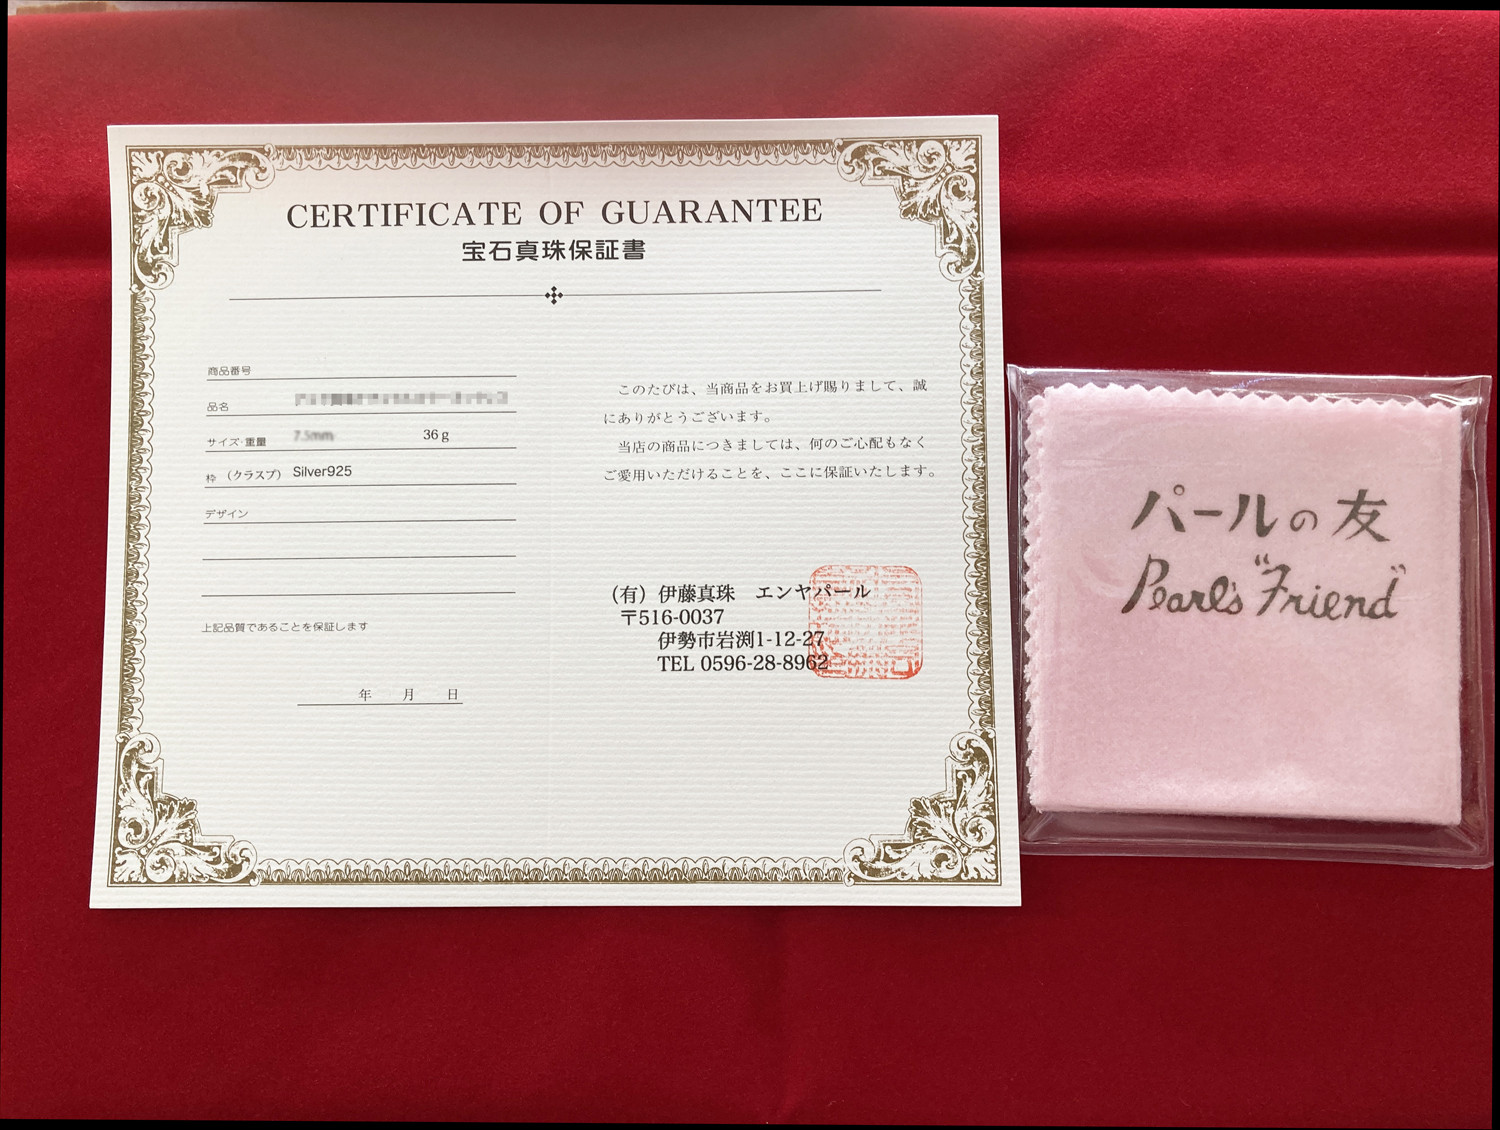 CERTIFICATE OF GUARANTEE
宝石真珠保証書
商品番号
品名
サイズ・重量 7.5mm 36g
枠（クラスプ） Silver925
デザイン
上記品質であることを保証します
年 月 日
このたびは、当商品をお買上げ賜りまして、誠
にありがとうございます。
当店の商品につきましては、何のご心配もなく
ご愛用いただけることを、ここに保証いたします。
（有）伊藤真珠 エンヤパール
〒516-0037
伊勢市岩渕1-12-27
TEL 0596-28-8962
パールの友
Pearl's "Friend"